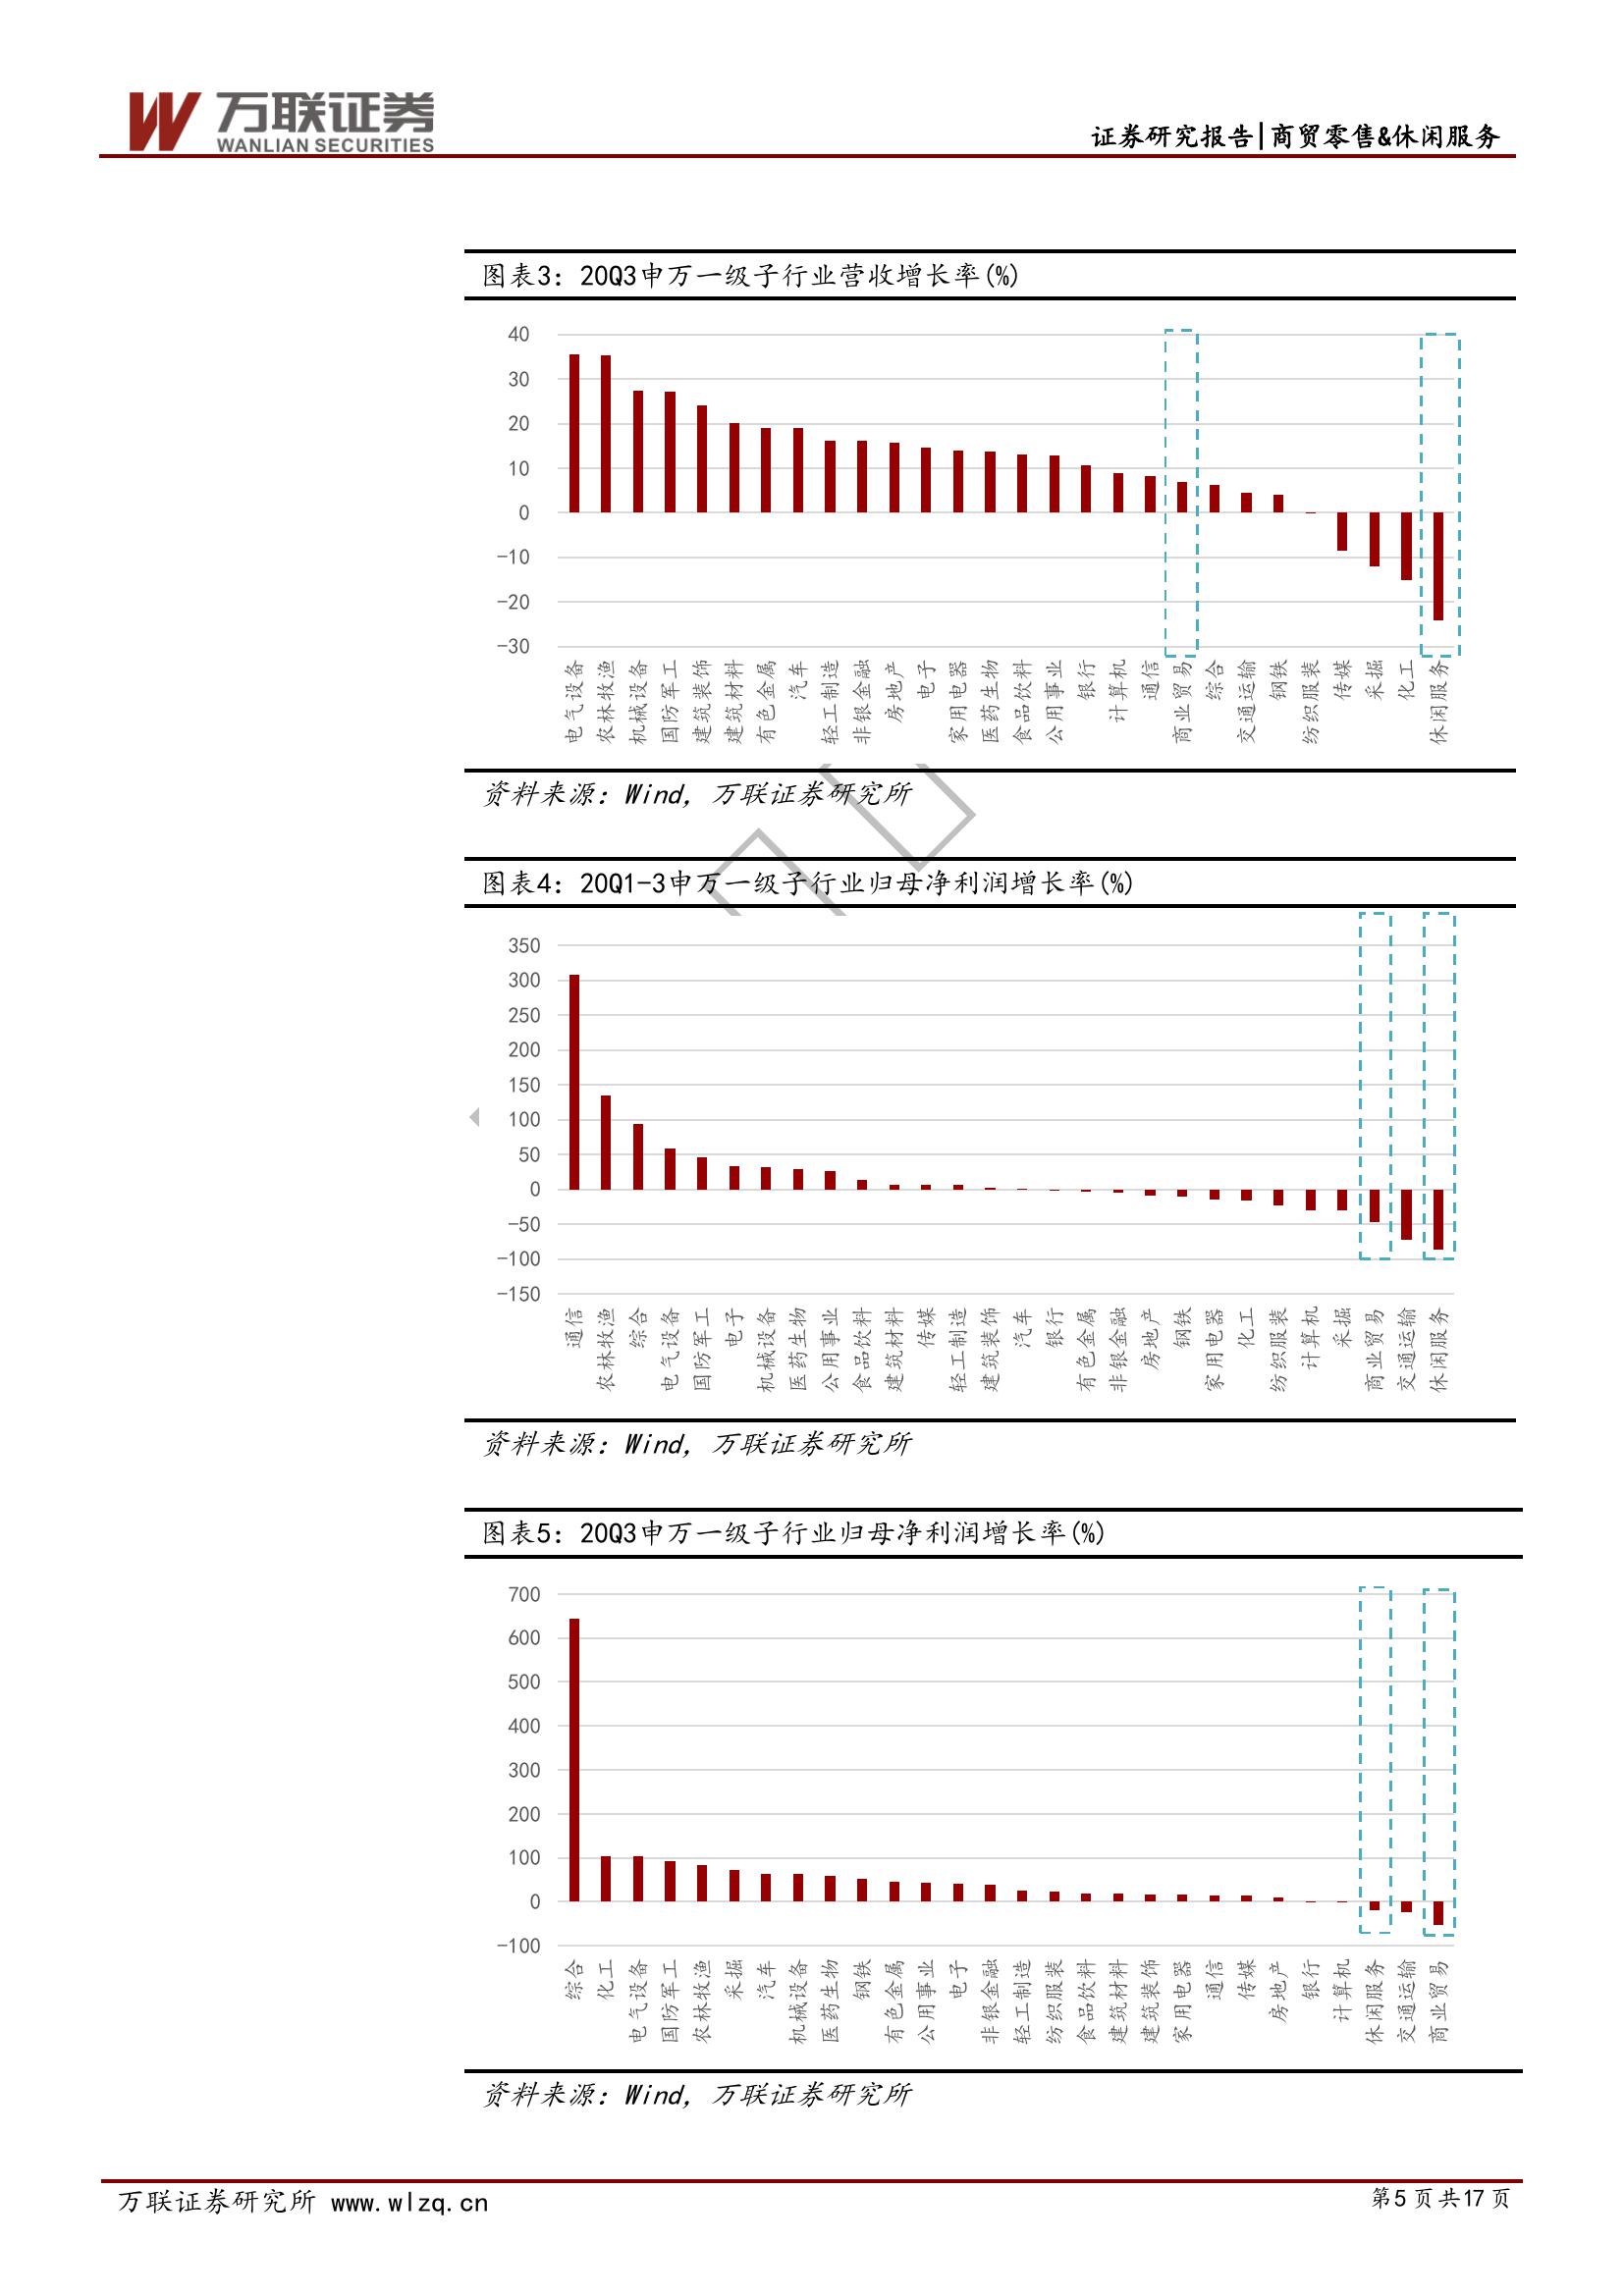 万联证券
WANLIAN SECURITIES
证券研究报告|商贸零售&休闲服务
图表3：20Q3申万一级子行业营收增长率(%)
40
30
20
10
0
-10
-20
-30
电气设备
农林牧渔
机械设备
国防军工
建筑装饰
建筑材料
有色金属
汽车
轻工制造
非银金融
房地产
电子
家用电器
医药生物
食品饮料
公用事业
银行
计算机
通信
商业贸易
综合
交通运输
钢铁
纺织服装
传媒
采掘
化工
休闲服务
资料来源：Wind，万联证券研究所
图表4：20Q1-3申万一级子行业归母净利润增长率(%)
350
300
250
200
150
100
50
0
-50
-100
-150
通信
农林牧渔
综合
电气设备
国防军工
电子
机械设备
医药生物
公用事业
食品饮料
建筑材料
传媒
轻工制造
建筑装饰
汽车
银行
有色金属
非银金融
房地产
钢铁
家用电器
化工
纺织服装
计算机
采掘
商业贸易
交通运输
休闲服务
资料来源：Wind，万联证券研究所
图表5：20Q3申万一级子行业归母净利润增长率(%)
700
600
500
400
300
200
100
0
-100
综合
化工
电气设备
国防军工
农林牧渔
采掘
汽车
机械设备
医药生物
钢铁
有色金属
公用事业
电子
非银金融
轻工制造
纺织服装
食品饮料
建筑材料
建筑装饰
家用电器
通信
传媒
房地产
银行
计算机
休闲服务
交通运输
商业贸易
资料来源：Wind，万联证券研究所
万联证券研究所 www.wlzq.cn
第5页共17页